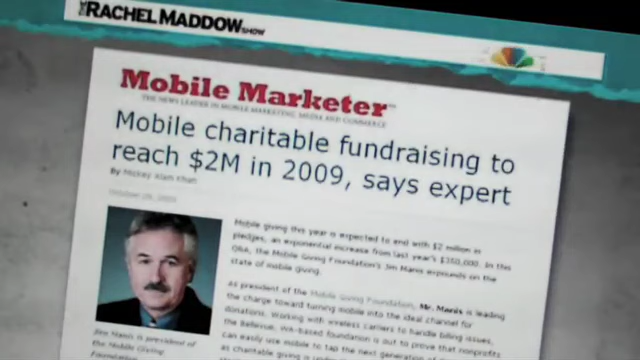 THE
RACHEL MADDOW
SHOW
Mobile Marketer
THE NEWS LEADER IN MOBILE MARKETING, MEDIA AND COMMERCE
Mobile charitable fundraising to
reach $2M in 2009, says expert
By Mickey Alam Khan
October 29, 2009
Mobile giving this year is expected to end with $2 million in
pledges, an exponential increase from last year's $350,000. In this
Q&A, the Mobile Giving Foundation's Jim Manis expounds on the
state of mobile giving.
As president of the Mobile Giving Foundation, Mr. Manis is leading
the charge toward turning mobile into the ideal channel for
donations. Working with wireless carriers to handle billing issues,
the Bellevue, WA-based foundation is out to prove that nonprofits
can easily use mobile to tap the next generation of
as charitable giving is
Jim Manis is president of
the Mobile Giving
Foundation